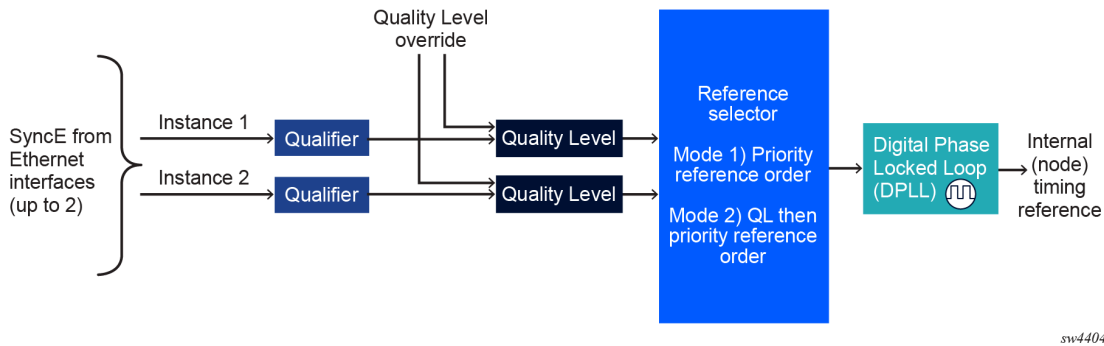 Quality Level
override
SyncE from
Ethernet
interfaces
(up to 2)
Instance 1
Qualifier
Quality Level
Instance 2
Qualifier
Quality Level
Reference
selector
Mode 1) Priority
reference order
Mode 2) QL then
priority reference
order
Digital Phase
Locked Loop
(DPLL)
Internal
(node)
timing
reference
sw4404